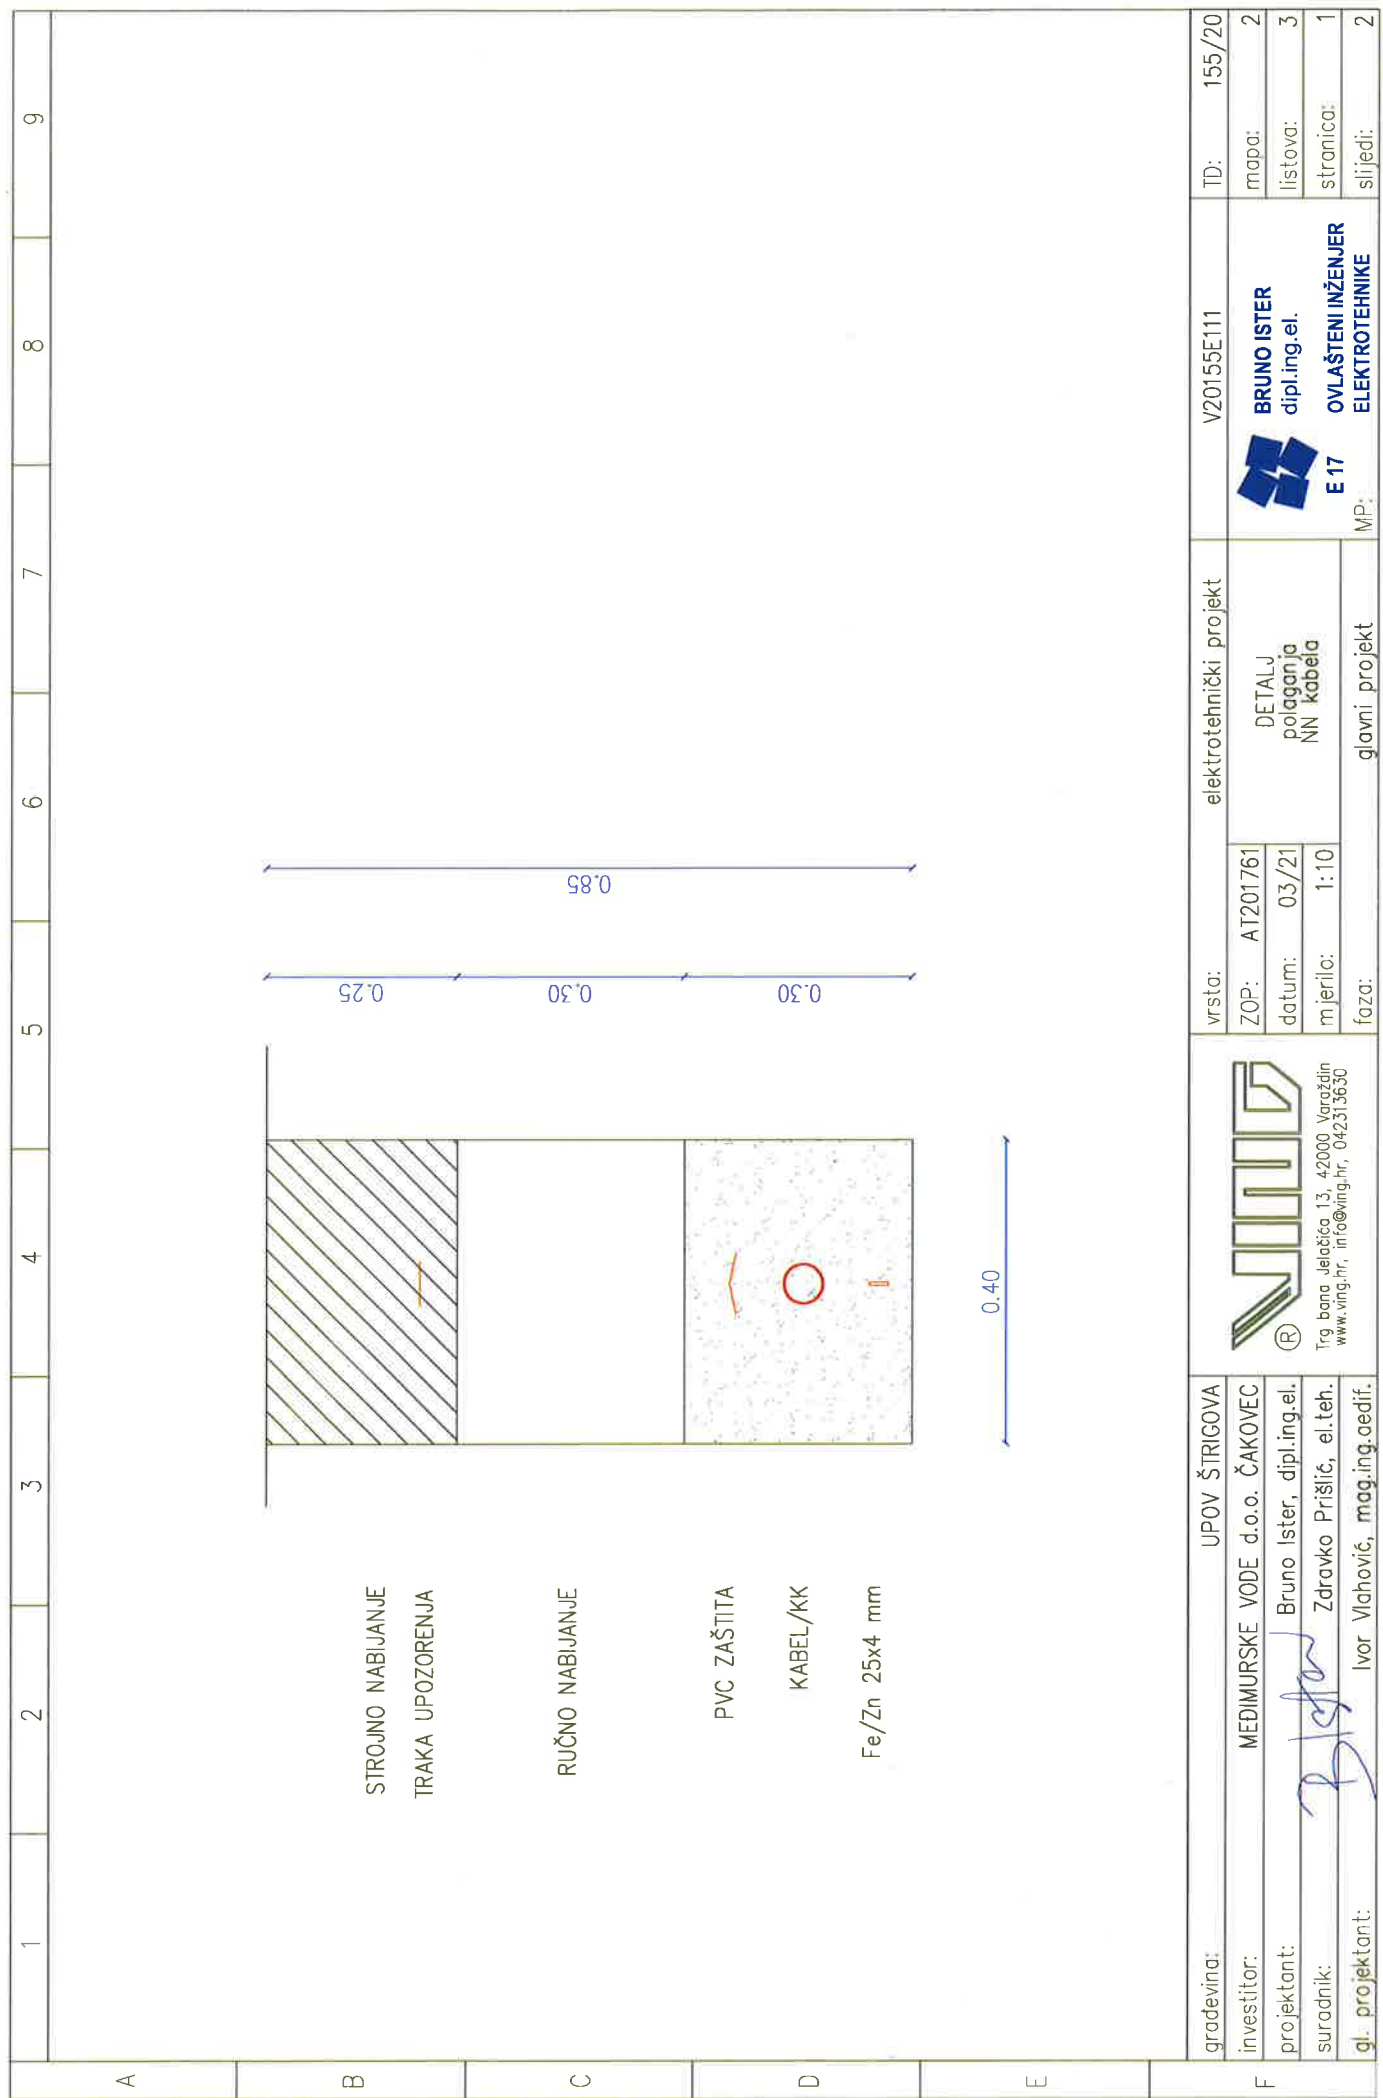 1 2 3 4 5 6 7 8 9
A
B
C
D
E
F
STROJNO NABIJANJE
TRAKA UPOZORENJA
RUČNO NABIJANJE
PVC ZAŠTITA
KABEL/KK
Fe/Zn 25x4 mm
0.25
0.30
0.30
0.85
0.40
građevina: UPOV ŠTRIGOVA
investitor: MEĐIMURSKE VODE d.o.o. ČAKOVEC
projektant: Bruno Ister, dipl.ing.el.
suradnik: Zdravko Prišlić, el.teh.
gl. projektant: Ivor Vlahović, mag.ing.aedif.
VING
®
Trg bana Jelačića 13, 42000 Varaždin
www.ving.hr, info@ving.hr, 042313630
vrsta: elektrotehnički projekt
ZOP: AT201761
datum: 03/21
mjerilo: 1:10
DETALJ
polaganja
NN kabela
faza: glavni projekt
V20155E111
BRUNO ISTER
dipl.ing.el.
E 17 OVLAŠTENI INŽENJER
ELEKTROTEHNIKE
MP:
TD: 155/20
mapa: 2
listova: 3
stranica: 1
slijedi: 2